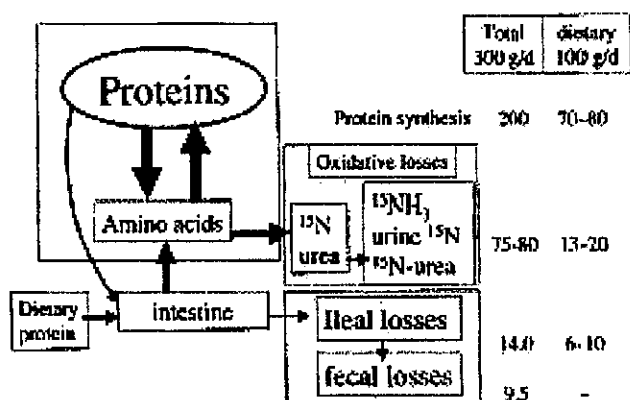 Total dietary
300 g/d 100 g/d
Proteins
Protein synthesis 200 70-80
Oxidative losses
Amino acids
¹⁵N
urea
¹⁵NH₃
urine ¹⁵N
¹⁵N-urea
75-80 13-20
Dietary
protein
intestine
Ileal losses
14.0 6-10
fecal losses
9.5 -